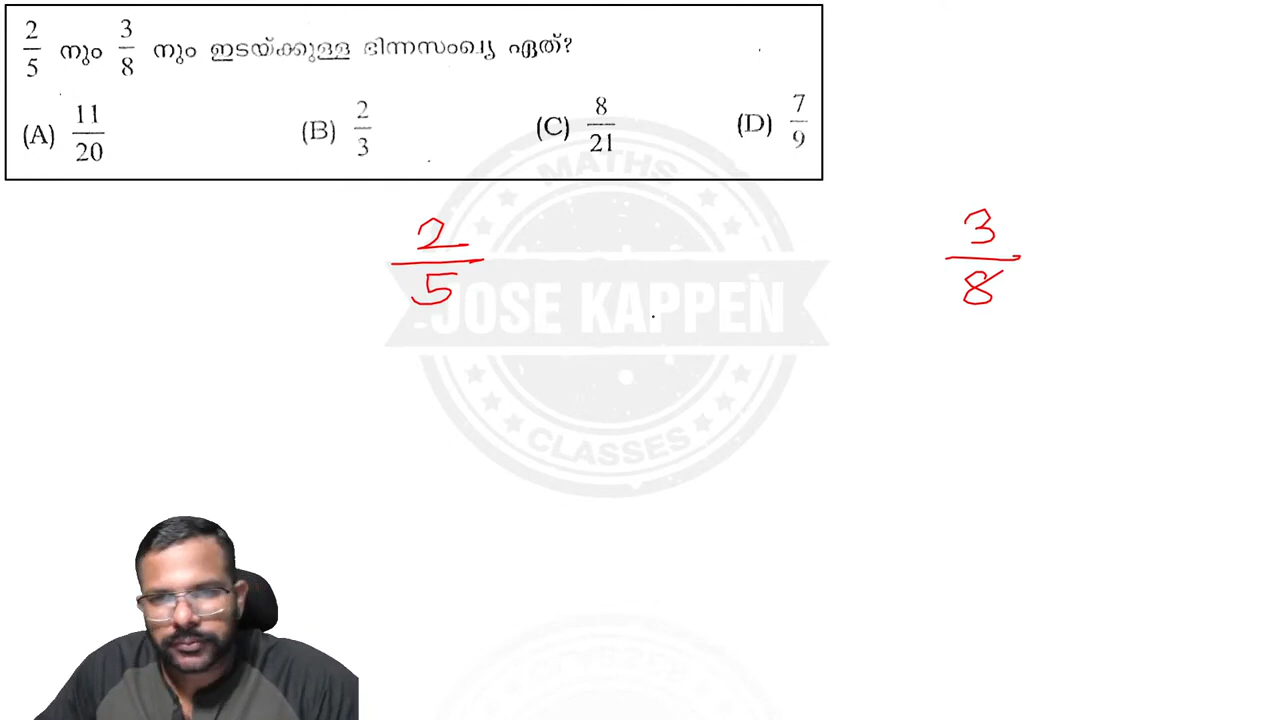 2/5 നും 3/8 നും ഇടയ്ക്കുള്ള ഭിന്നസംഖ്യ ഏത്?
(A) 11/20 (B) 2/3 (C) 8/21 (D) 7/9
MATHS
2/5 3/8
JOSE KAPPEN
CLASSES